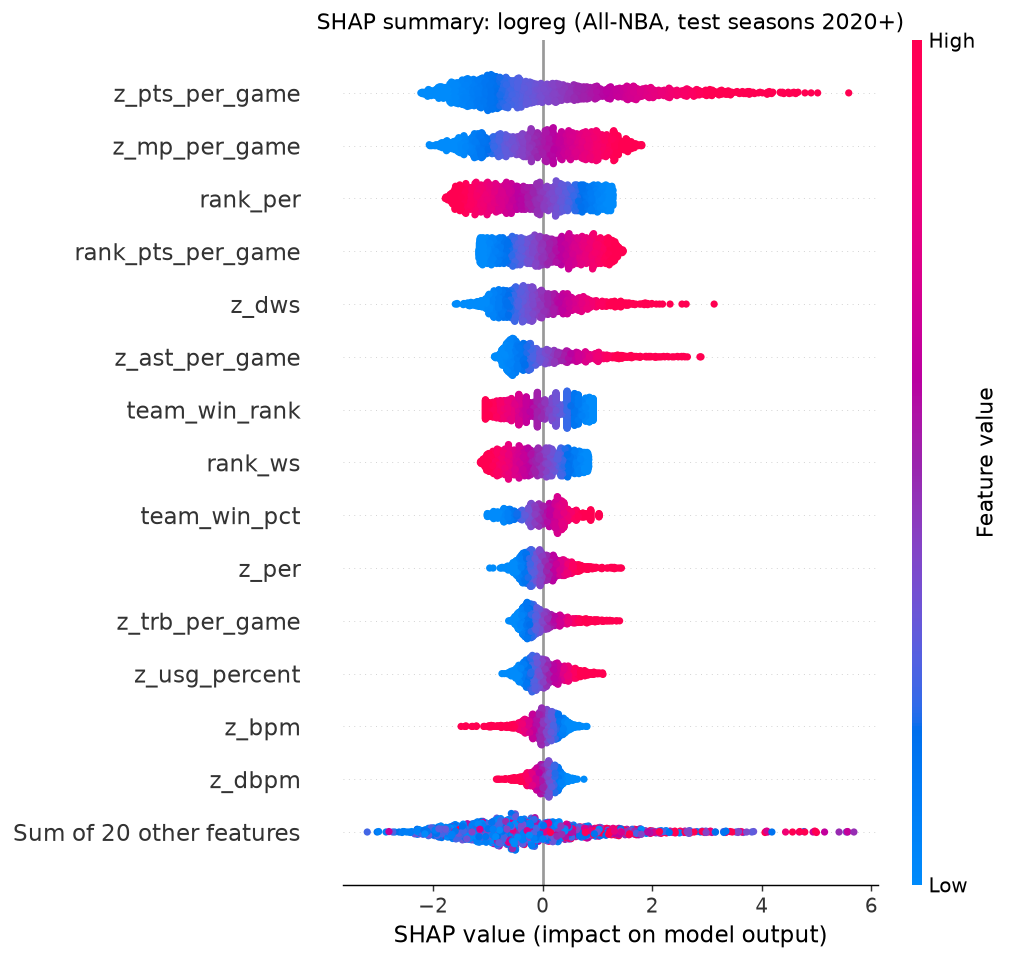 SHAP summary: logreg (All-NBA, test seasons 2020+)
High
z_pts_per_game
z_mp_per_game
rank_per
rank_pts_per_game
z_dws
z_ast_per_game
team_win_rank
rank_ws
team_win_pct
z_per
z_trb_per_game
z_usg_percent
z_bpm
z_dbpm
Sum of 20 other features
Feature value
Low
−2
0
2
4
6
SHAP value (impact on model output)